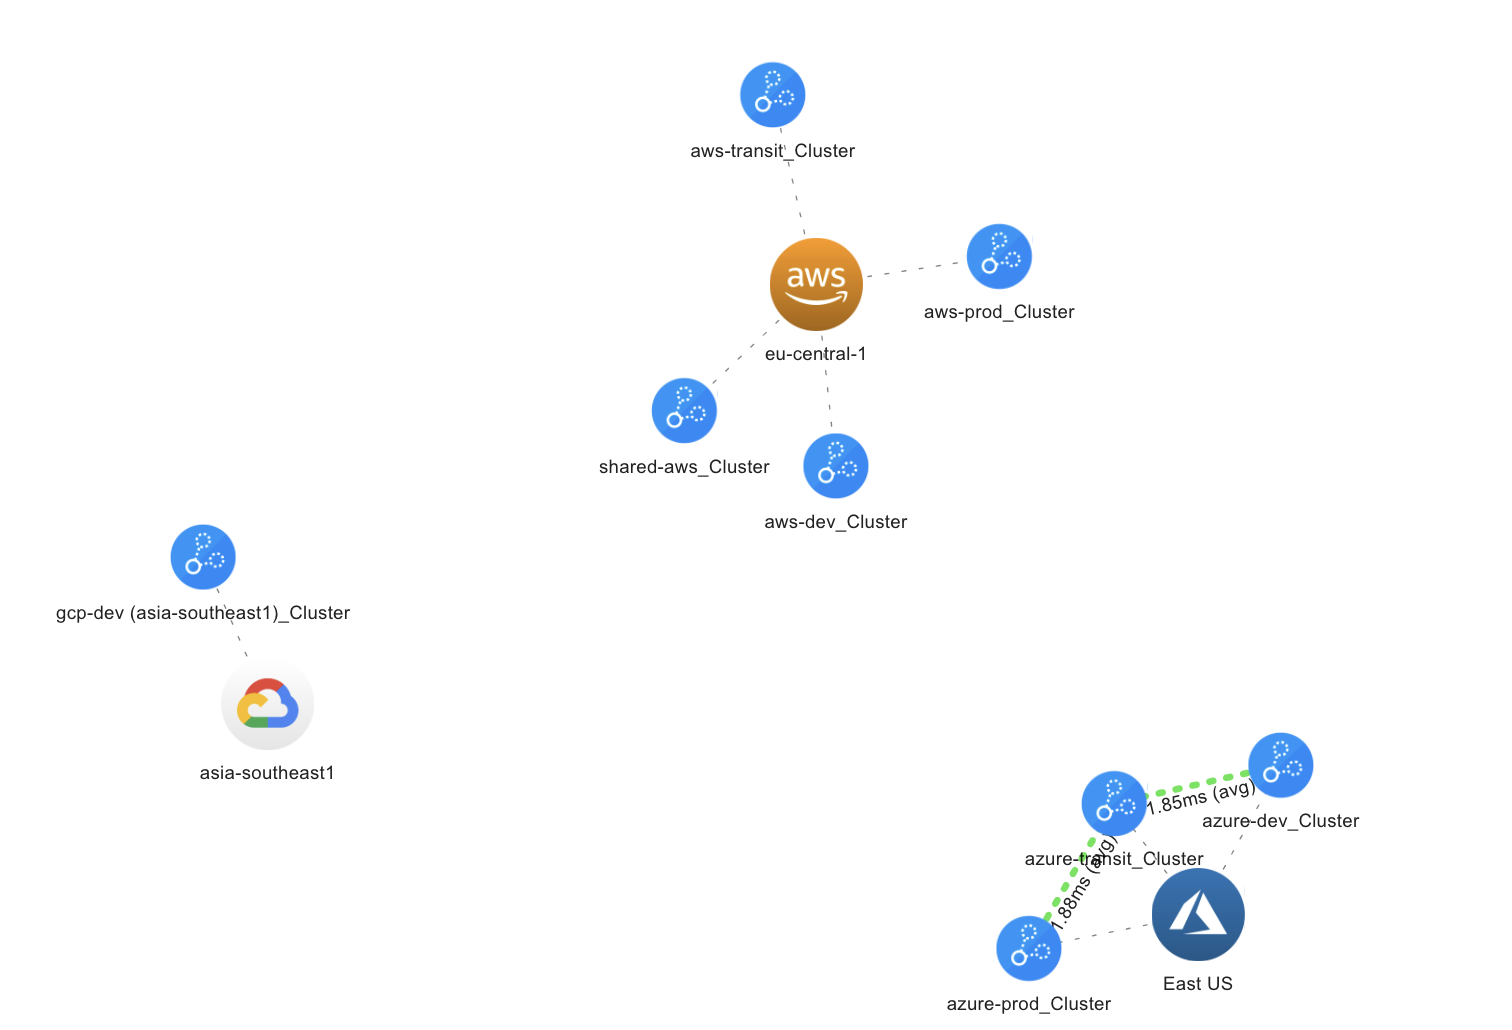 aws-transit_Cluster
aws
aws-prod_Cluster
eu-central-1
shared-aws_Cluster
aws-dev_Cluster
gcp-dev (asia-southeast1)_Cluster
asia-southeast1
1.85ms (avg)
azure-dev_Cluster
azure-transit_Cluster
1.88ms (avg)
East US
azure-prod_Cluster